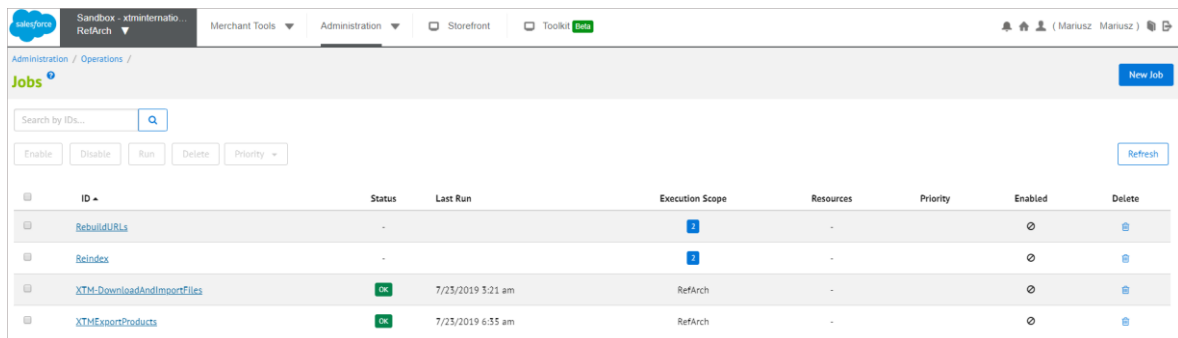 salesforce
Sandbox - xtminternatio...
RefArch
Merchant Tools
Administration
Storefront
Toolkit Beta
( Mariusz Mariusz )
Administration / Operations /
Jobs ?
New Job
Search by IDs...
Enable Disable Run Delete Priority
Refresh
ID Status Last Run Execution Scope Resources Priority Enabled Delete
RebuildURLs - 2 -
Reindex - 2 -
XTM-DownloadAndImportFiles OK 7/23/2019 3:21 am RefArch -
XTMExportProducts OK 7/23/2019 6:35 am RefArch -